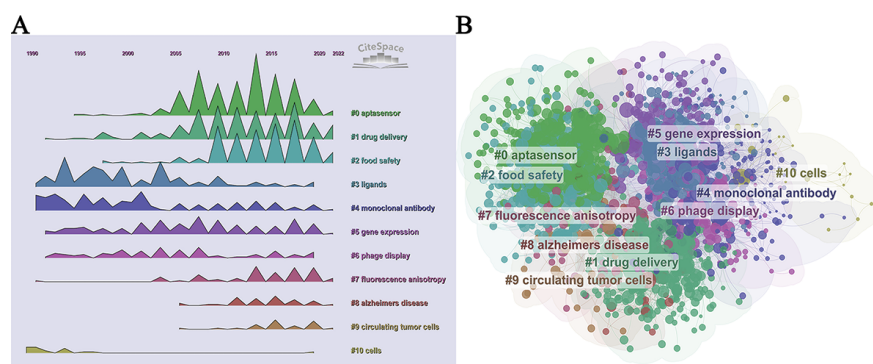 A
1990 1995 2000 2005 2010 2015 2020 2022
CiteSpace
#0 aptasensor
#1 drug delivery
#2 food safety
#3 ligands
#4 monoclonal antibody
#5 gene expression
#6 phage display
#7 fluorescence anisotropy
#8 alzheimers disease
#9 circulating tumor cells
#10 cells
B
#5 gene expression
#0 aptasensor
#3 ligands
#2 food safety
#10 cells
#4 monoclonal antibody
#7 fluorescence anisotropy
#6 phage display
#8 alzheimers disease
#1 drug delivery
#9 circulating tumor cells